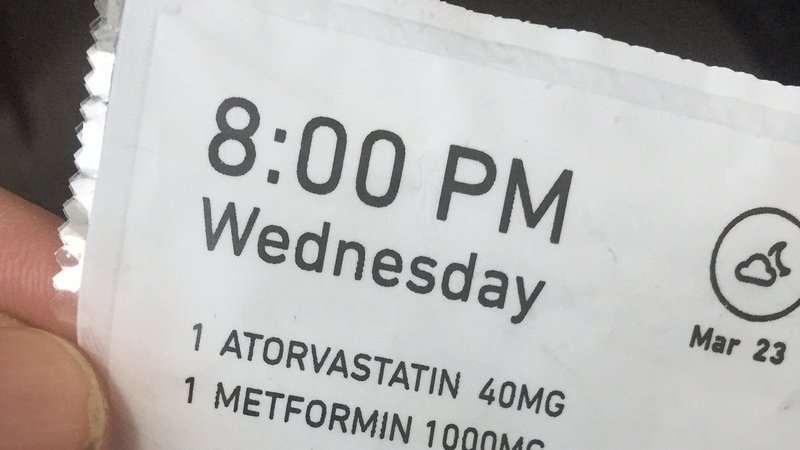 8:00 PM
Wednesday
Mar 23
1 ATORVASTATIN 40MG
1 METFORMIN 1000MG